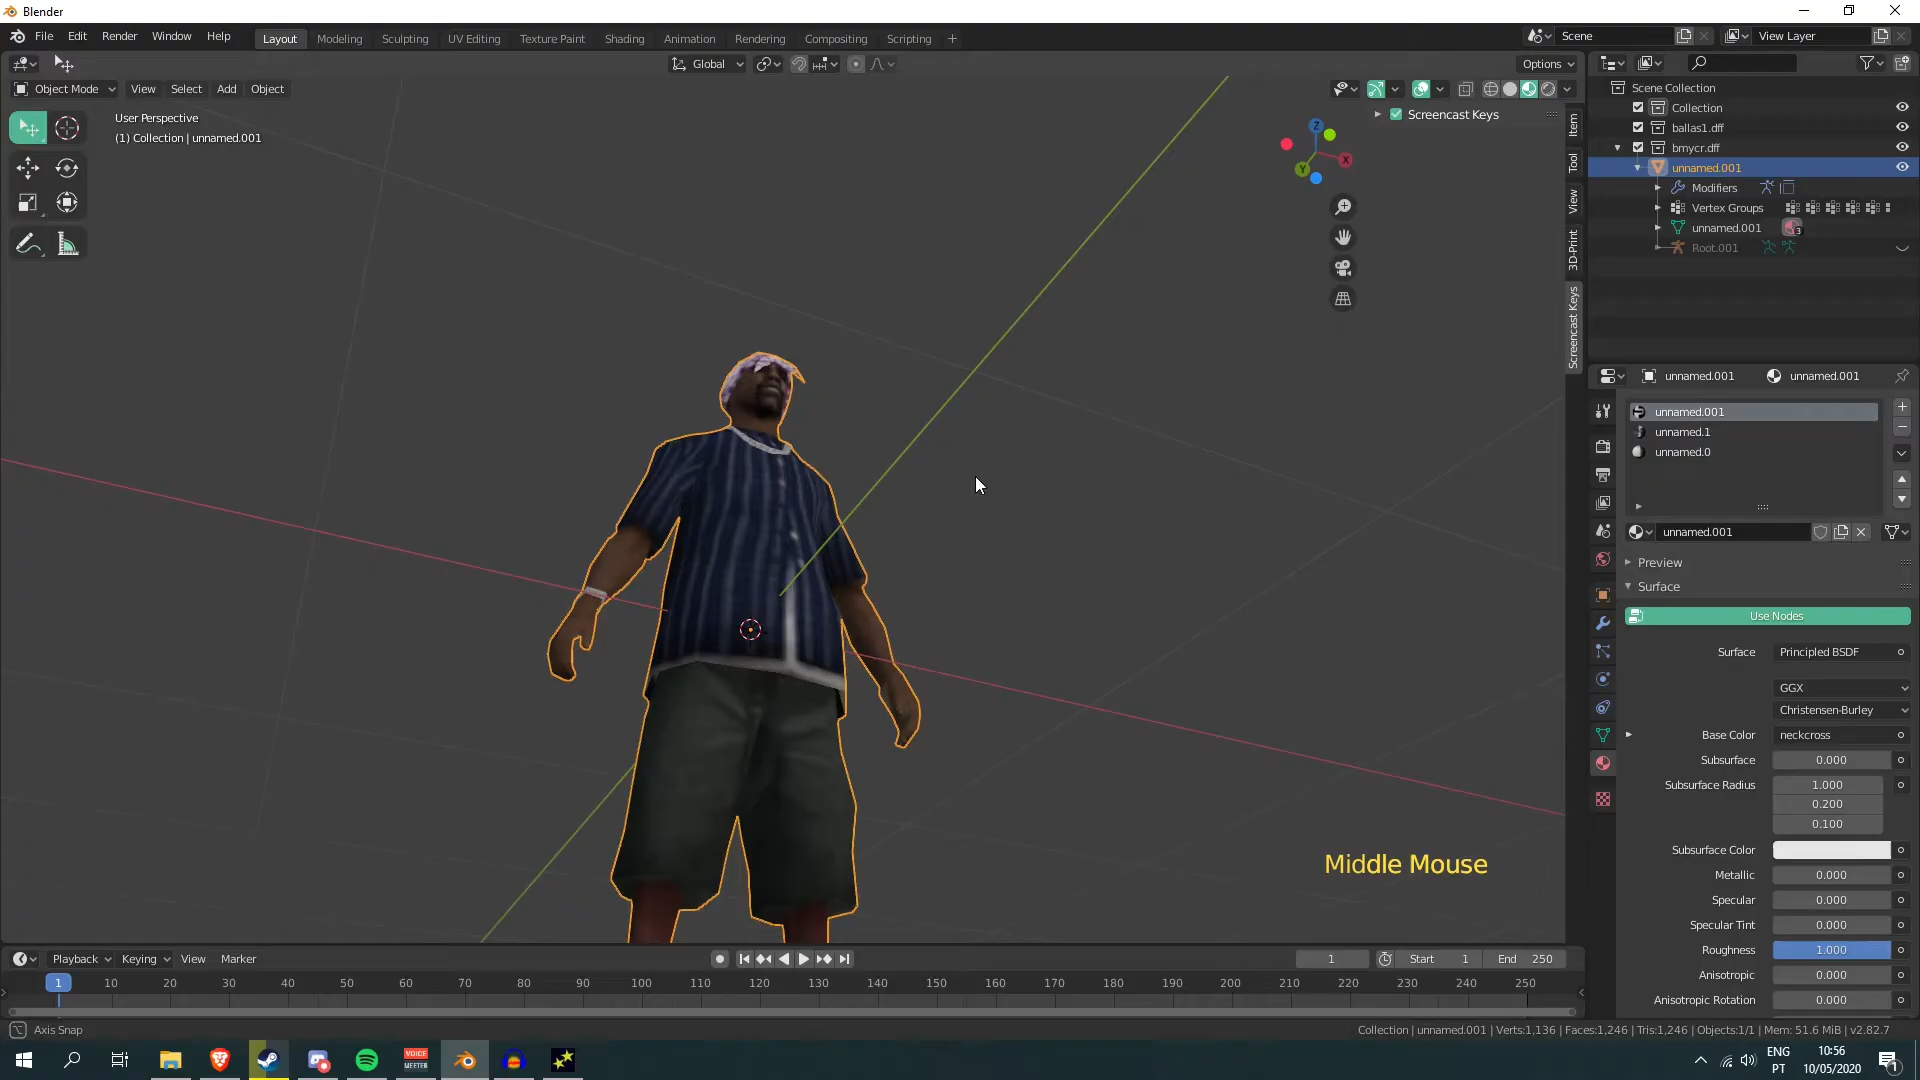 Blender
File Edit Render Window Help
Layout Modeling Sculpting UV Editing Texture Paint Shading Animation Rendering Compositing Scripting +
Scene
View Layer
Global
Options
Object Mode View Select Add Object
User Perspective
(1) Collection | unnamed.001
Screencast Keys
Z
X
Y
Item
Tool
View
3D-Print
Screencast Keys
Scene Collection
Collection
ballas1.dff
bmycr.dff
unnamed.001
Modifiers
Vertex Groups
unnamed.001
3
Root.001
unnamed.001
unnamed.001
unnamed.001
unnamed.1
unnamed.0
unnamed.001
Preview
Surface
Use Nodes
Surface Principled BSDF
GGX
Christensen-Burley
Base Color neckcross
Subsurface 0.000
Subsurface Radius 1.000
0.200
0.100
Subsurface Color
Metallic 0.000
Specular 0.000
Specular Tint 0.000
Roughness 1.000
Anisotropic 0.000
Anisotropic Rotation 0.000
Middle Mouse
Playback Keying View Marker
1
Start 1
End 250
1 10 20 30 40 50 60 70 80 90 100 110 120 130 140 150 160 170 180 190 200 210 220 230 240 250
Axis Snap
Collection | unnamed.001 | Verts:1,136 | Faces:1,246 | Tris:1,246 | Objects:1/1 | Mem: 51.6 MiB | v2.82.7
VOICE
MEETER
ENG
PT
10:56
10/05/2020
1